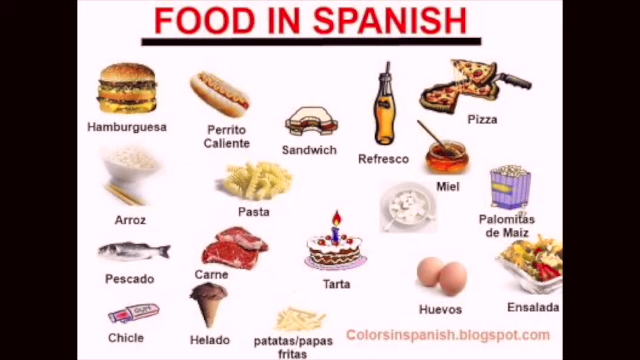 FOOD IN SPANISH
Hamburguesa
Perrito
Caliente
Sandwich
Refresco
Pizza
Miel
Arroz
Pasta
Palomitas
de Maiz
Pescado
Carne
Tarta
Huevos
Ensalada
GUM
Chicle
Helado
patatas/papas
fritas
Colorsinspanish.blogspot.com